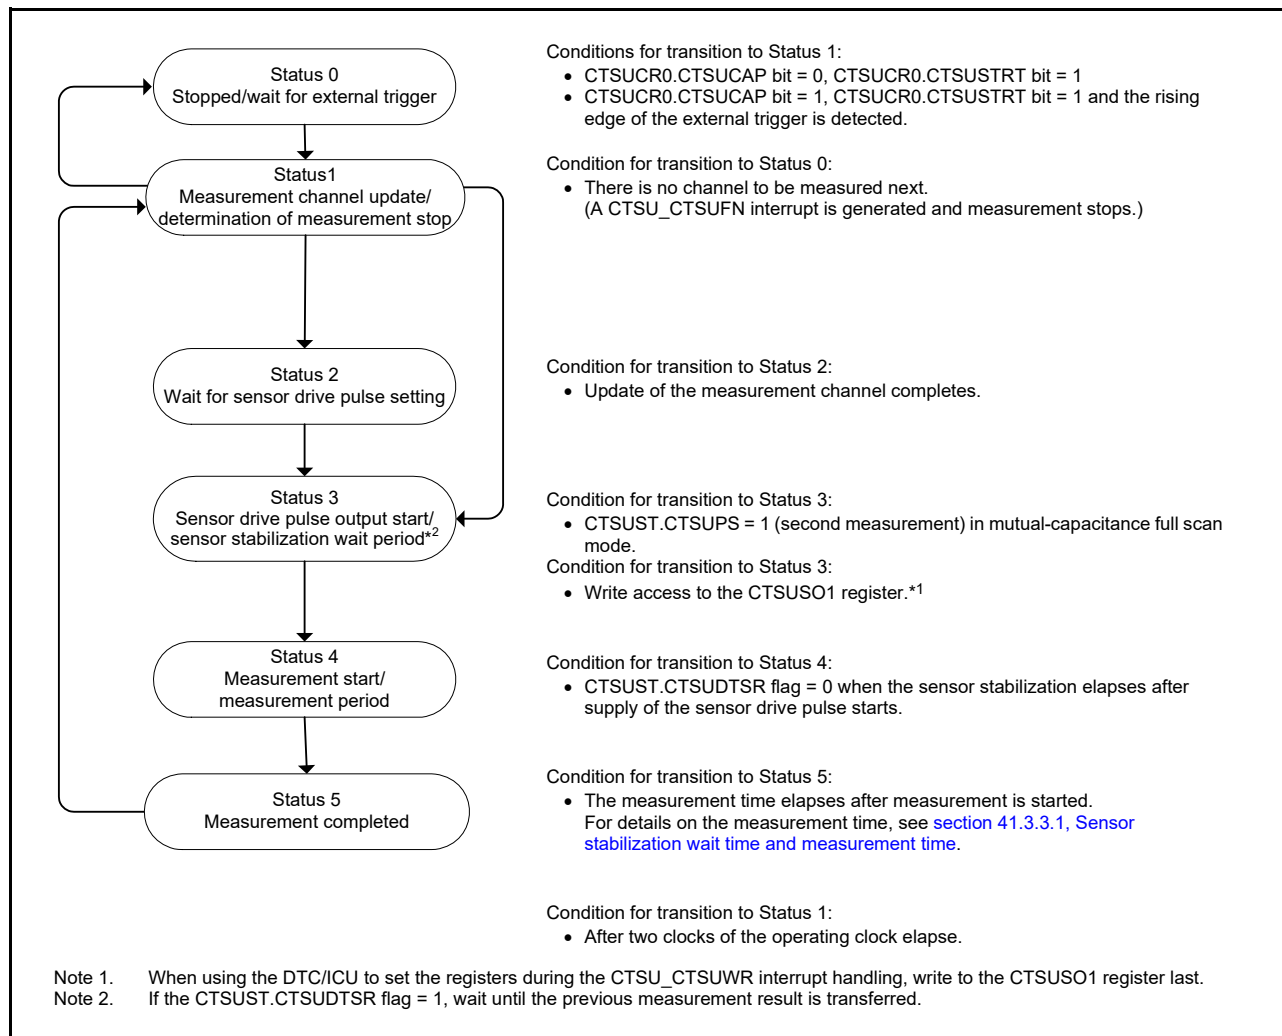 Status 0
Stopped/wait for external trigger
Conditions for transition to Status 1:
• CTSUCR0.CTSUCAP bit = 0, CTSUCR0.CTSUSTRT bit = 1
• CTSUCR0.CTSUCAP bit = 1, CTSUCR0.CTSUSTRT bit = 1 and the rising
edge of the external trigger is detected.
Status1
Measurement channel update/
determination of measurement stop
Condition for transition to Status 0:
• There is no channel to be measured next.
(A CTSU_CTSUFN interrupt is generated and measurement stops.)
Status 2
Wait for sensor drive pulse setting
Condition for transition to Status 2:
• Update of the measurement channel completes.
Status 3
Sensor drive pulse output start/
sensor stabilization wait period*2
Condition for transition to Status 3:
• CTSUST.CTSUPS = 1 (second measurement) in mutual-capacitance full scan
mode.
Condition for transition to Status 3:
• Write access to the CTSUSO1 register.*1
Status 4
Measurement start/
measurement period
Condition for transition to Status 4:
• CTSUST.CTSUDTSR flag = 0 when the sensor stabilization elapses after
supply of the sensor drive pulse starts.
Status 5
Measurement completed
Condition for transition to Status 5:
• The measurement time elapses after measurement is started.
For details on the measurement time, see section 41.3.3.1, Sensor
stabilization wait time and measurement time.
Condition for transition to Status 1:
• After two clocks of the operating clock elapse.
Note 1. When using the DTC/ICU to set the registers during the CTSU_CTSUWR interrupt handling, write to the CTSUSO1 register last.
Note 2. If the CTSUST.CTSUDTSR flag = 1, wait until the previous measurement result is transferred.